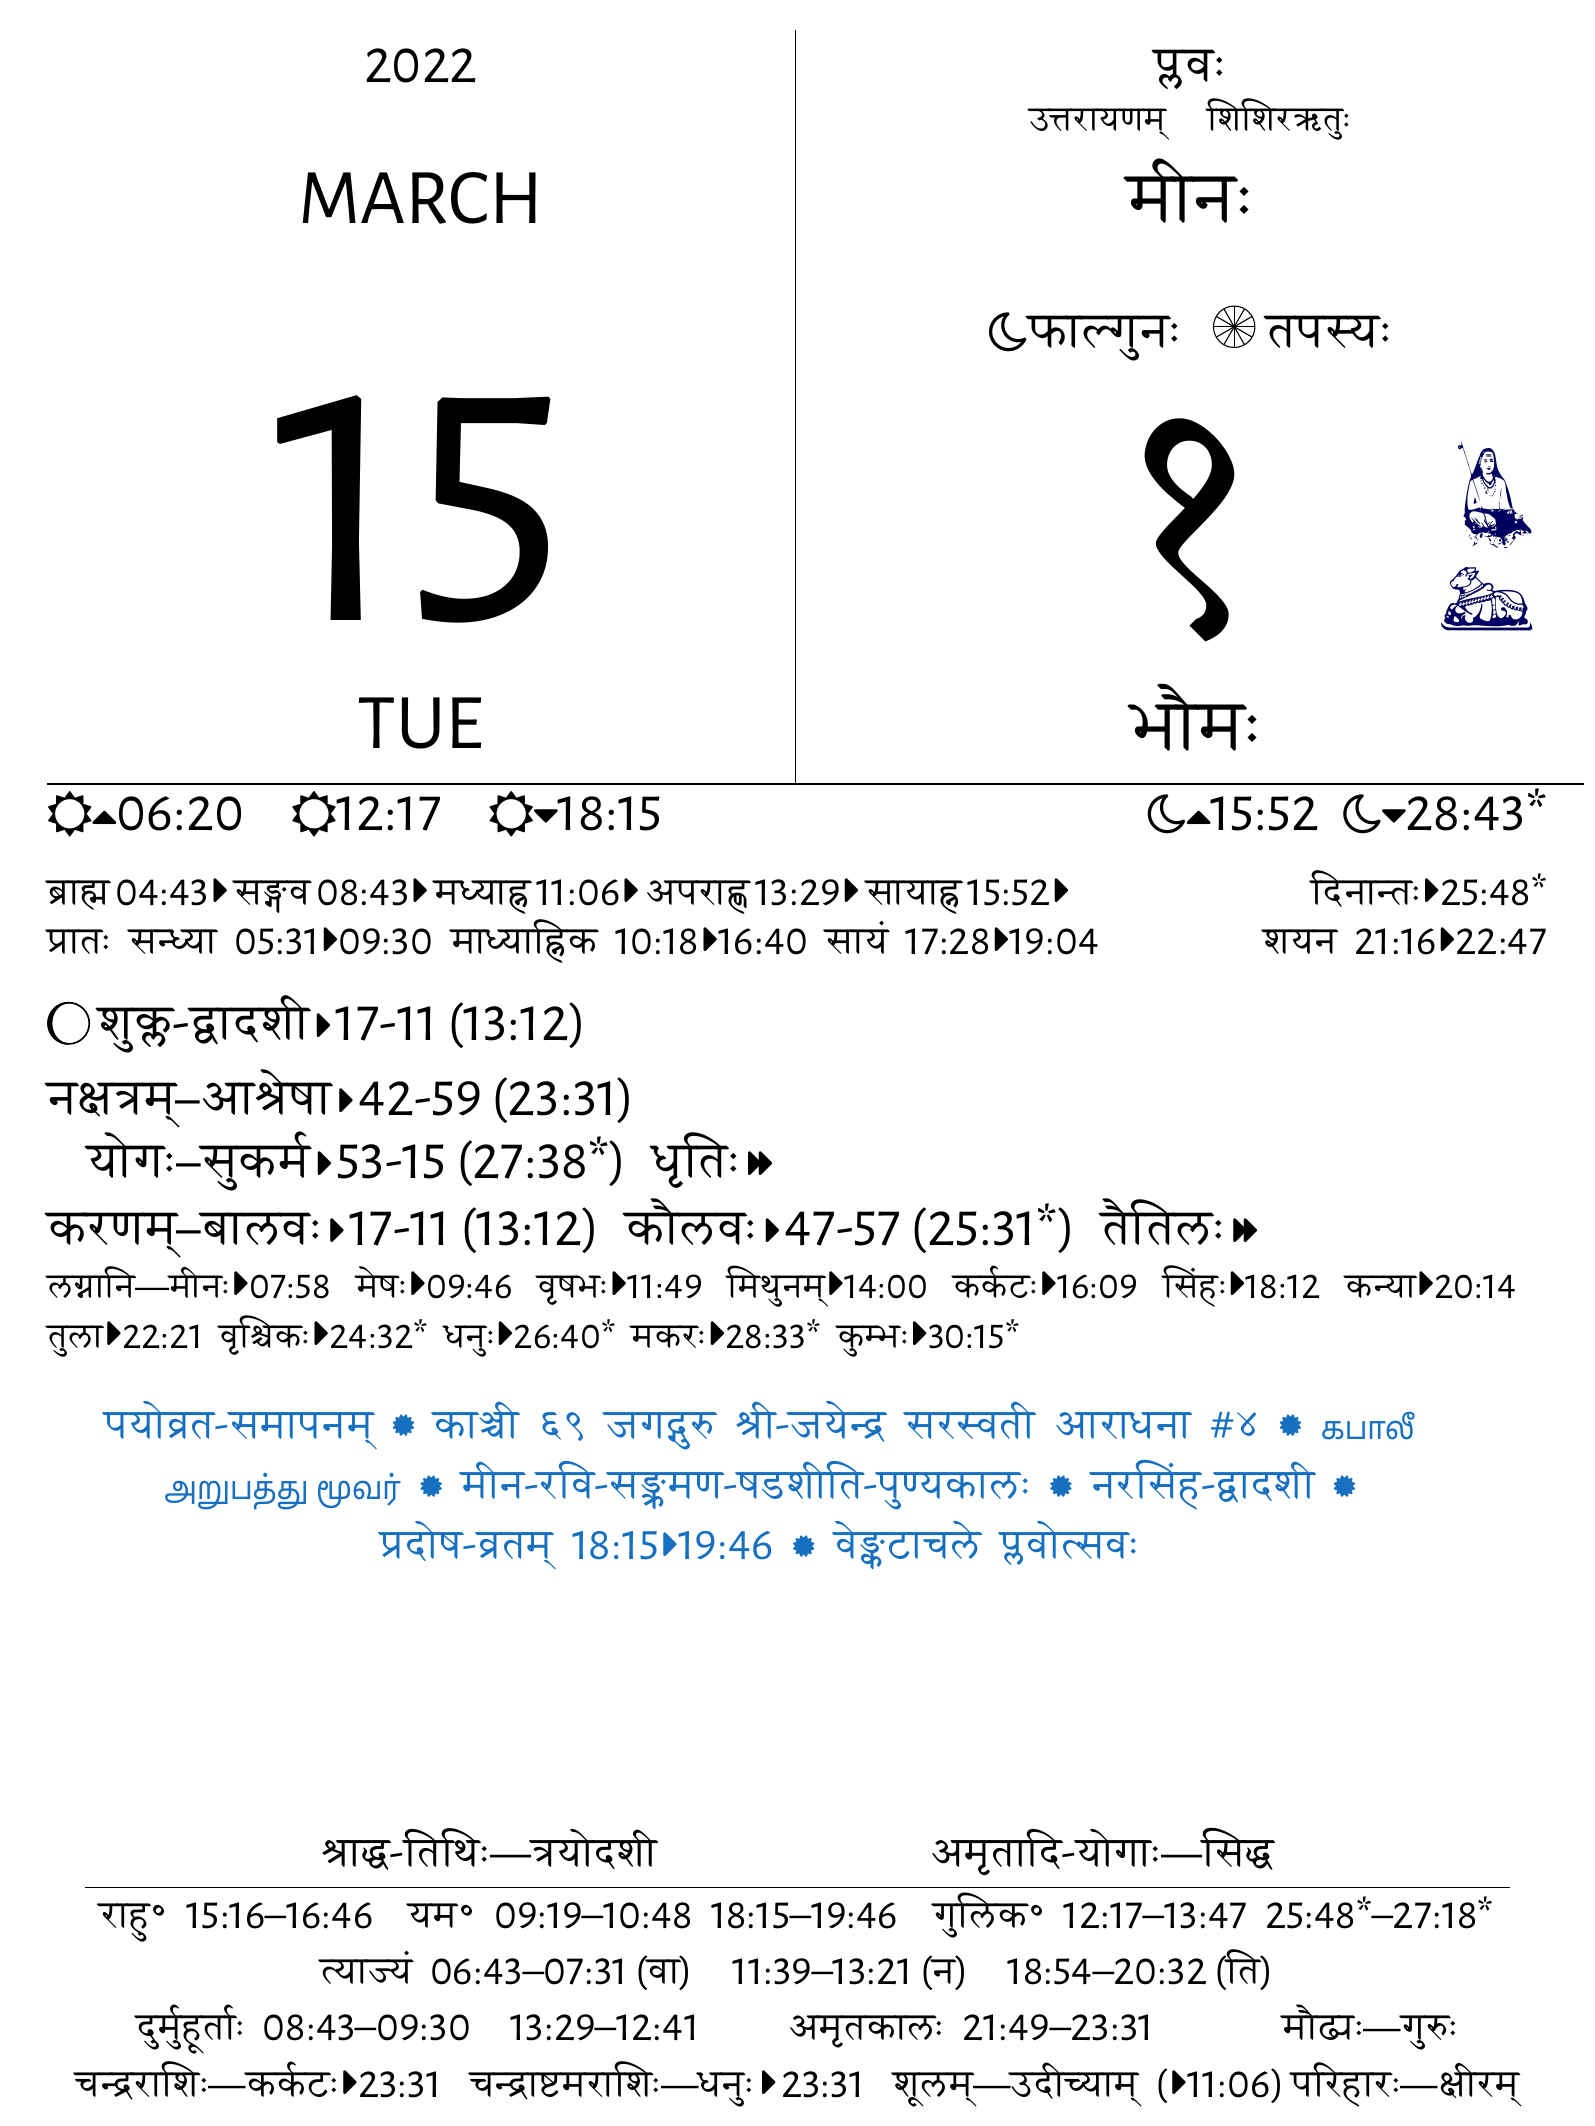 2022
MARCH
15
TUE
प्लवः
उत्तरायणम् शिशिरऋतुः
मीनः
फाल्गुनः तपस्यः
१
भौमः
06:20 12:17 18:15 15:52 28:43*
ब्राह्म 04:43 सङ्गव 08:43 मध्याह्न 11:06 अपराह्ण 13:29 सायाह्न 15:52 दिनान्तः 25:48*
प्रातः सन्ध्या 05:31 09:30 माध्याह्निक 10:18 16:40 सायं 17:28 19:04 शयन 21:16 22:47
शुक्ल-द्वादशी 17-11 (13:12)
नक्षत्रम्–आश्रेषा 42-59 (23:31)
योगः–सुकर्म 53-15 (27:38*) धृतिः
करणम्–बालवः 17-11 (13:12) कौलवः 47-57 (25:31*) तैतिलः
लग्नानि—मीनः 07:58 मेषः 09:46 वृषभः 11:49 मिथुनम् 14:00 कर्कटः 16:09 सिंहः 18:12 कन्या 20:14
तुला 22:21 वृश्चिकः 24:32* धनुः 26:40* मकरः 28:33* कुम्भः 30:15*
पयोव्रत-समापनम् ✹ काञ्ची ६९ जगद्गुरु श्री-जयेन्द्र सरस्वती आराधना #४ ✹ கபாலீ
அறுபத்து மூவர் ✹ मीन-रवि-सङ्क्रमण-षडशीति-पुण्यकालः ✹ नरसिंह-द्वादशी ✹
प्रदोष-व्रतम् 18:15 19:46 ✹ वेङ्कटाचले प्लवोत्सवः
श्राद्ध-तिथिः—त्रयोदशी अमृतादि-योगाः—सिद्ध
राहु॰ 15:16–16:46 यम॰ 09:19–10:48 18:15–19:46 गुलिक॰ 12:17–13:47 25:48*–27:18*
त्याज्यं 06:43–07:31 (वा) 11:39–13:21 (न) 18:54–20:32 (ति)
दुर्मुहूर्ताः 08:43–09:30 13:29–12:41 अमृतकालः 21:49–23:31 मौढ्यः—गुरुः
चन्द्रराशिः—कर्कटः 23:31 चन्द्राष्टमराशिः—धनुः 23:31 शूलम्—उदीच्याम् (11:06) परिहारः—क्षीरम्